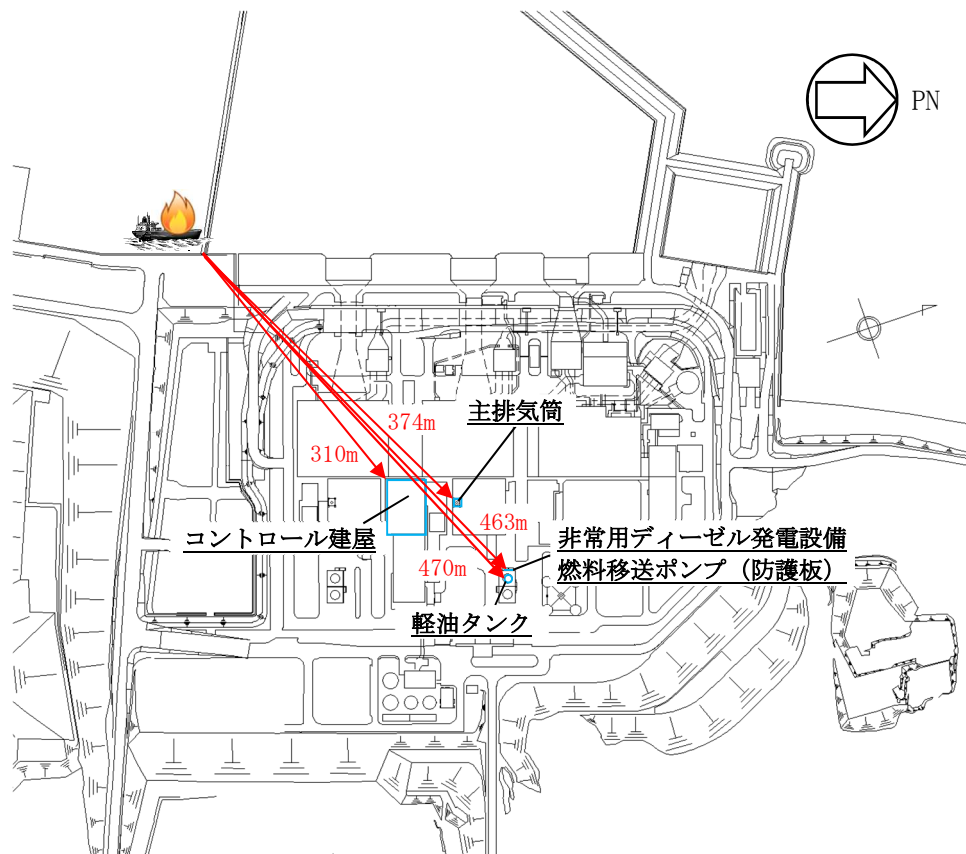 PN
主排気筒
374m
310m
コントロール建屋
463m
非常用ディーゼル発電設備
燃料移送ポンプ（防護板）
470m
軽油タンク